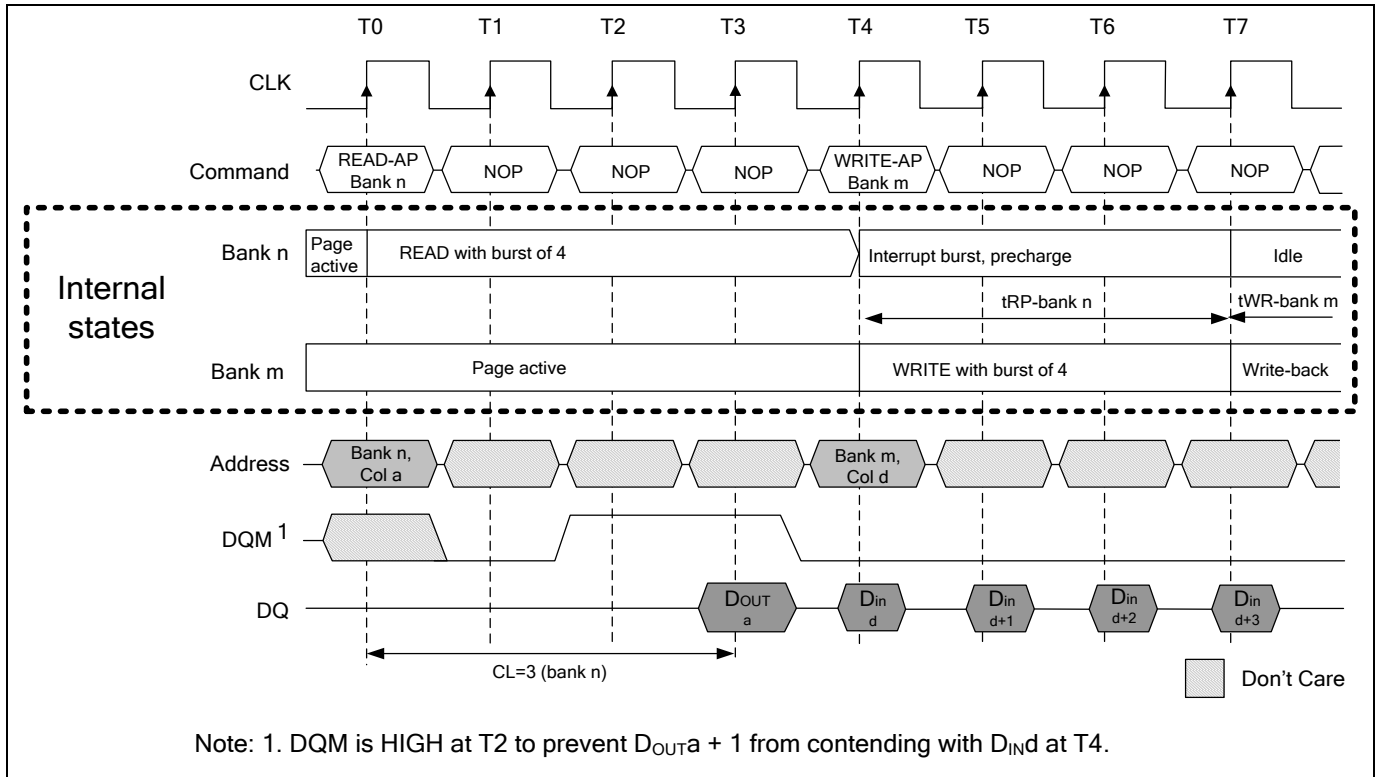 T0 T1 T2 T3 T4 T5 T6 T7
CLK
Command READ-AP Bank n NOP NOP NOP WRITE-AP Bank m NOP NOP NOP
Internal states
Bank n Page active READ with burst of 4 Interrupt burst, precharge Idle
tRP-bank n tWR-bank m
Bank m Page active WRITE with burst of 4 Write-back
Address Bank n, Col a Bank m, Col d
DQM 1
DQ DOUT a Din d Din d+1 Din d+2 Din d+3
CL=3 (bank n)
Don't Care
Note: 1. DQM is HIGH at T2 to prevent DOUTa + 1 from contending with DINd at T4.